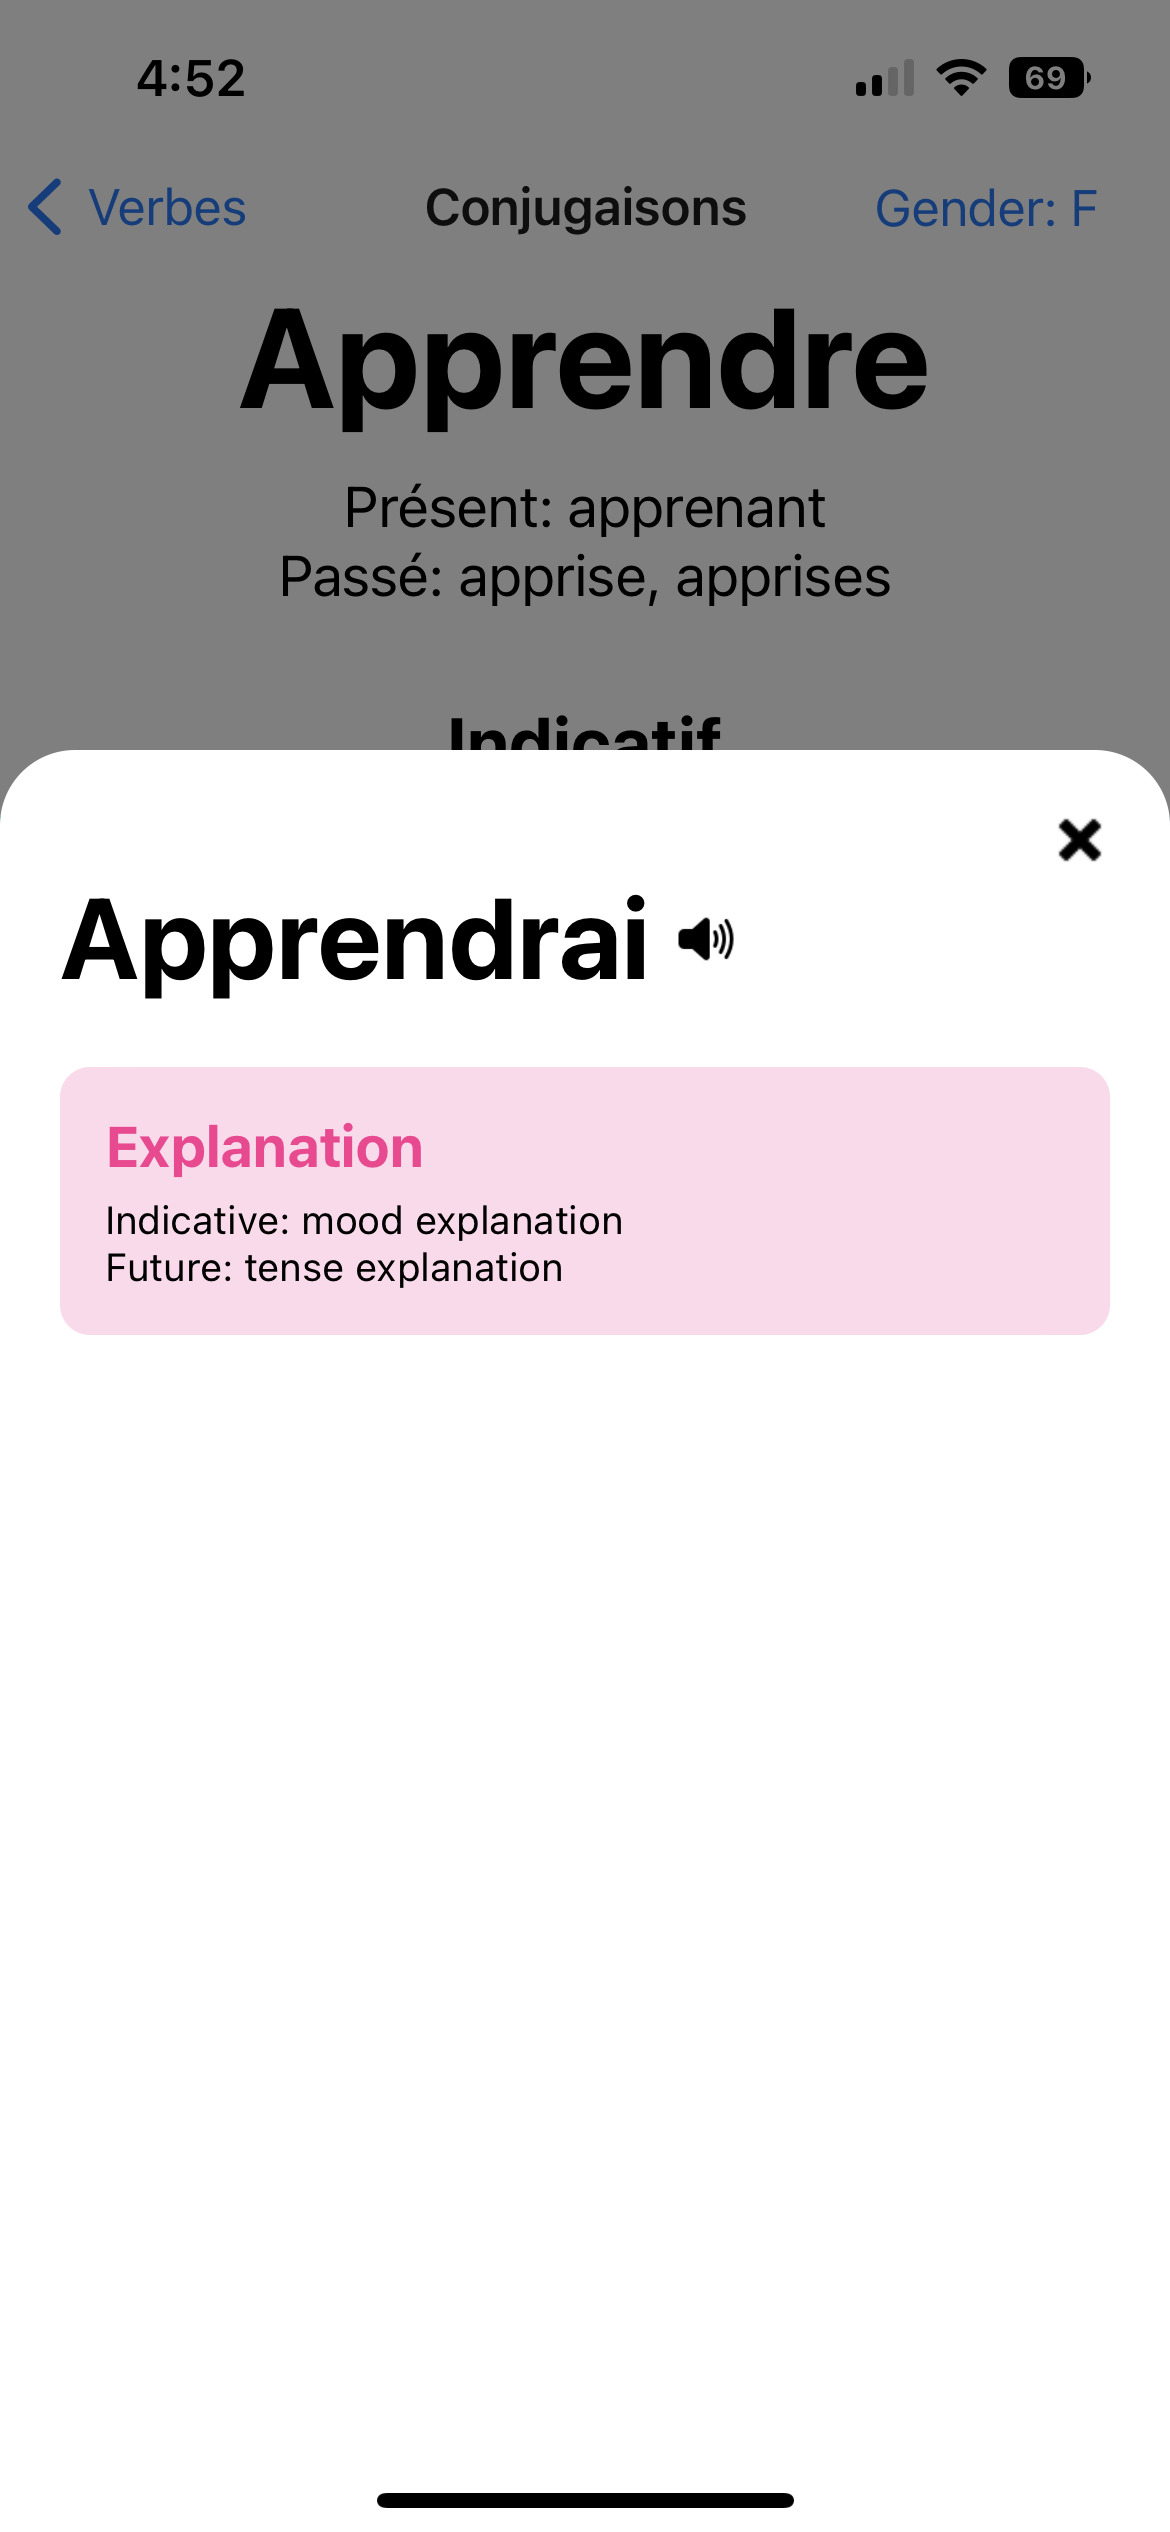 4:52
69
Verbes
Conjugaisons
Gender: F
Apprendre
Présent: apprenant
Passé: apprise, apprises
Indicatif
Apprendrai
Explanation
Indicative: mood explanation
Future: tense explanation